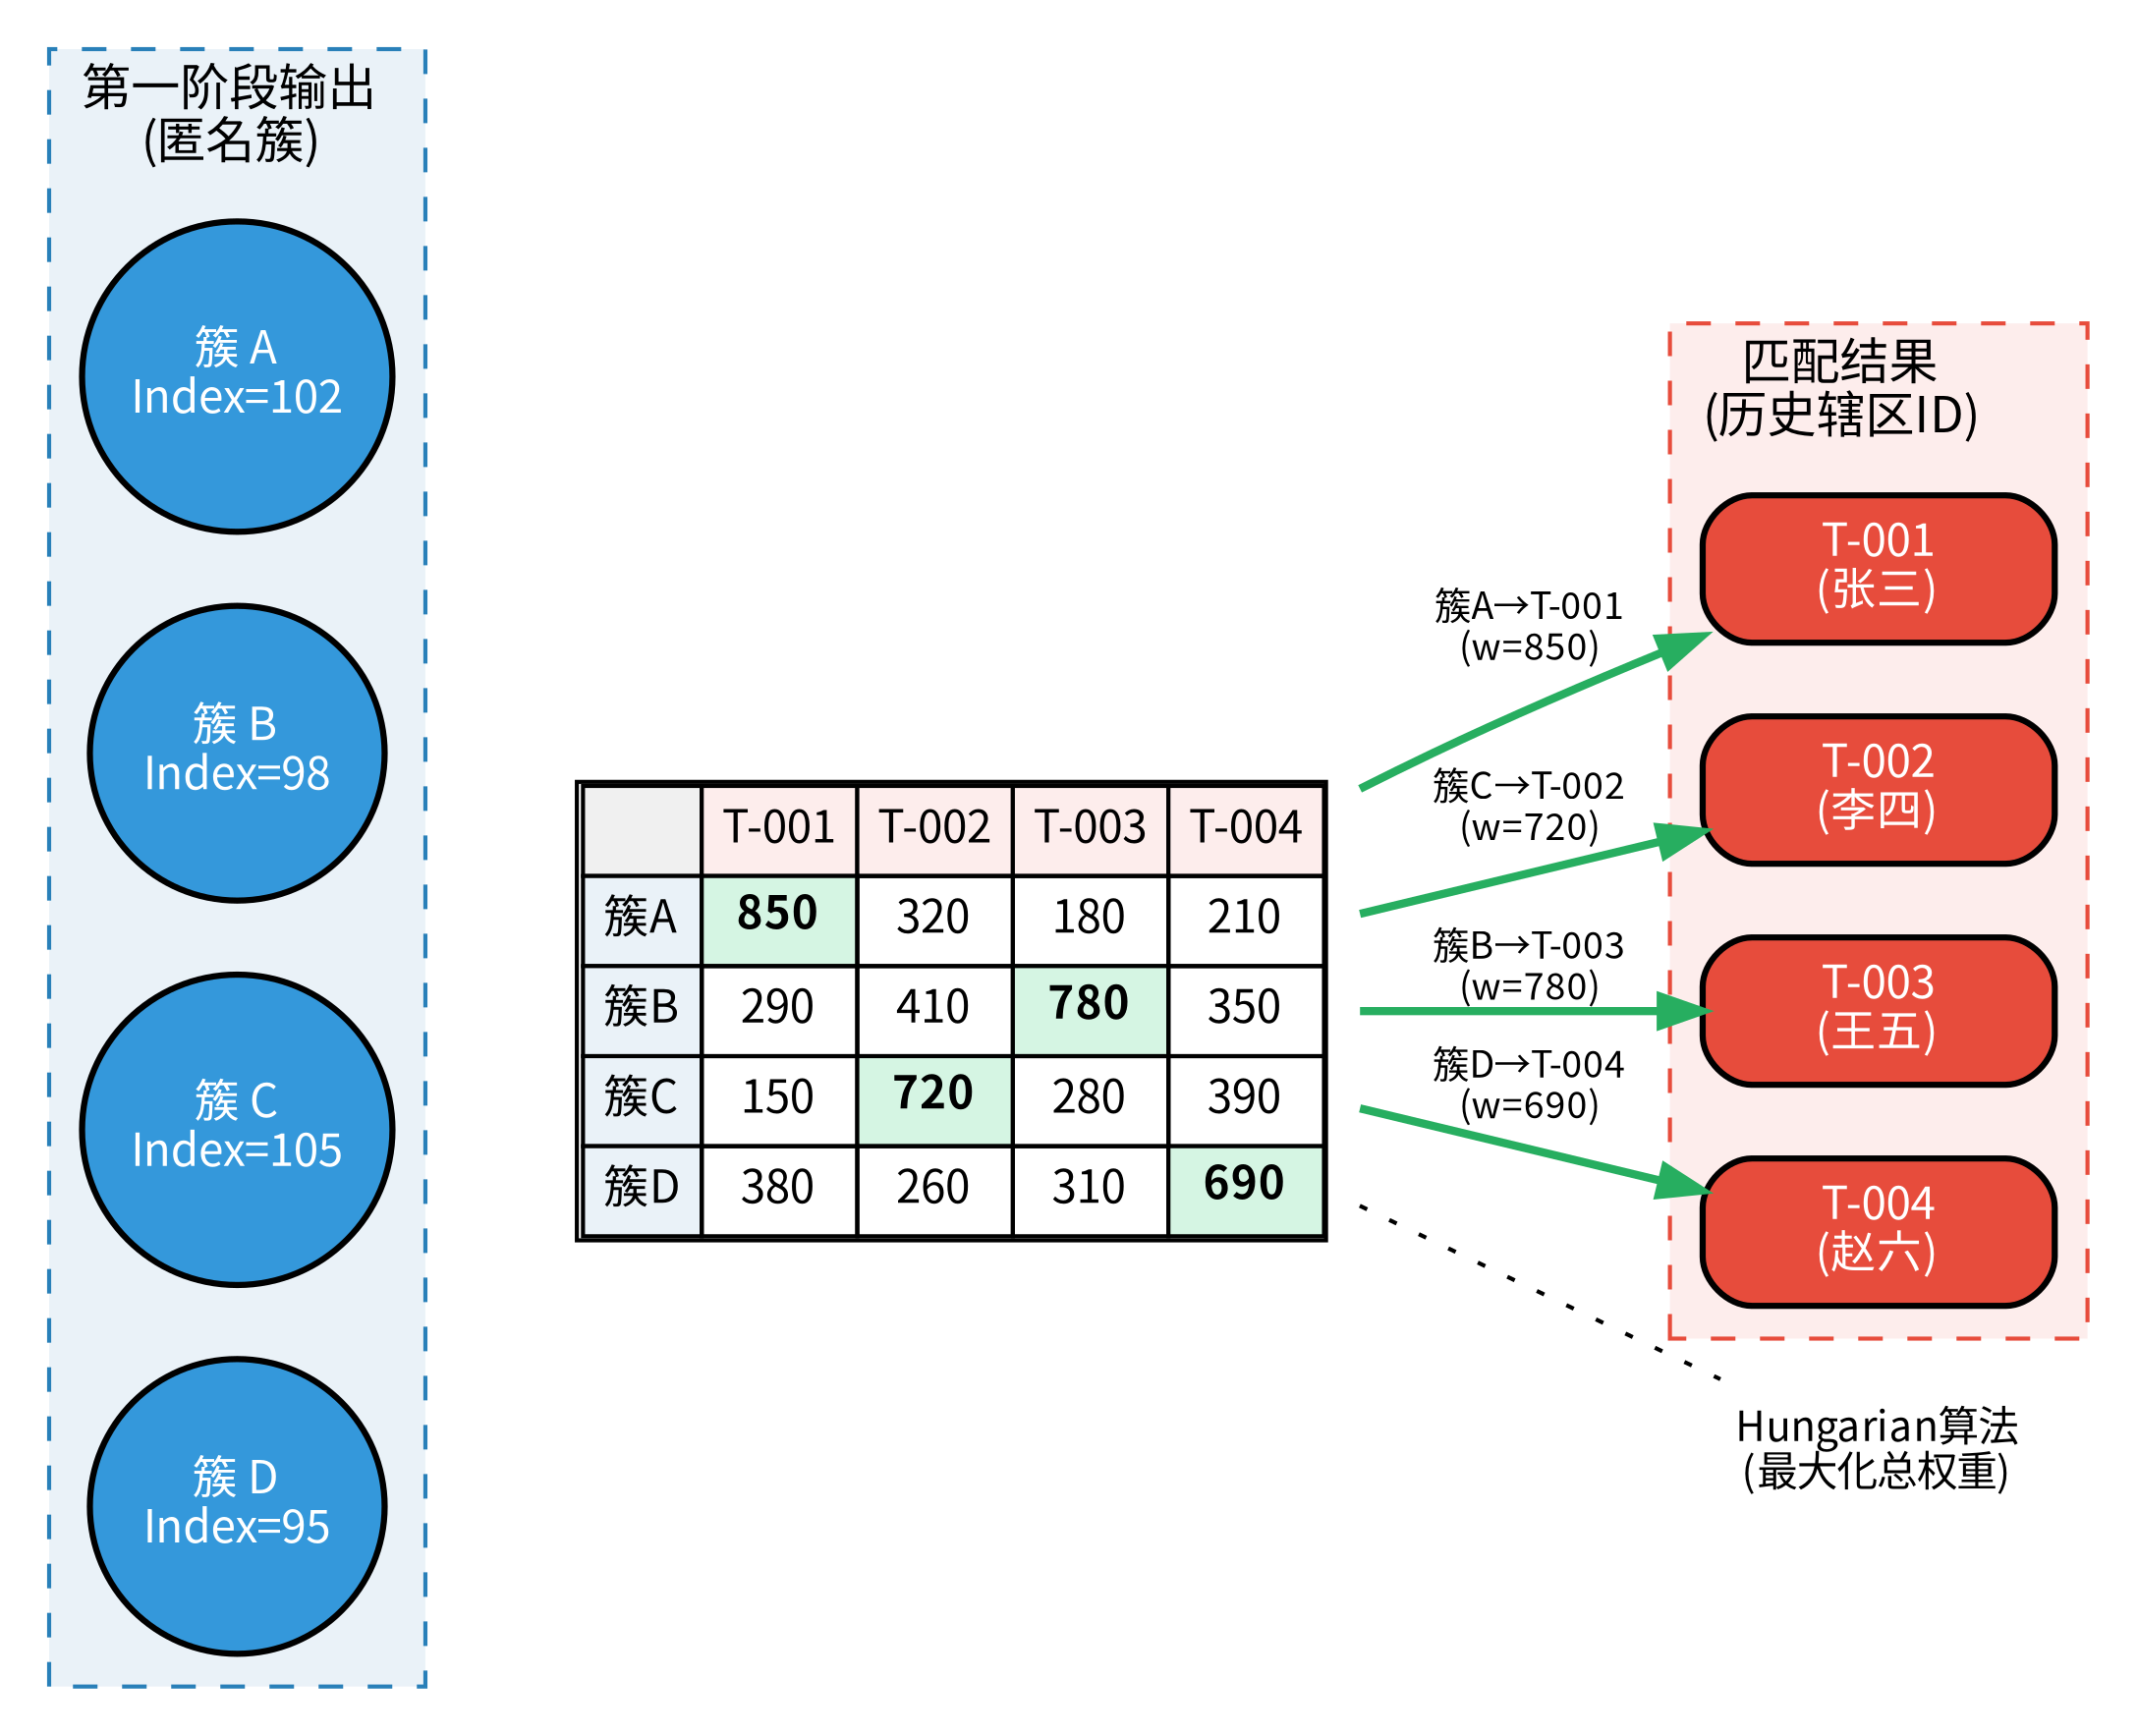 第一阶段输出
(匿名簇)
簇 A
Index=102
簇 B
Index=98
簇 C
Index=105
簇 D
Index=95
T-001 T-002 T-003 T-004
簇A 850 320 180 210
簇B 290 410 780 350
簇C 150 720 280 390
簇D 380 260 310 690
簇A→T-001
(w=850)
簇C→T-002
(w=720)
簇B→T-003
(w=780)
簇D→T-004
(w=690)
匹配结果
(历史辖区ID)
T-001
(张三)
T-002
(李四)
T-003
(王五)
T-004
(赵六)
Hungarian算法
(最大化总权重)